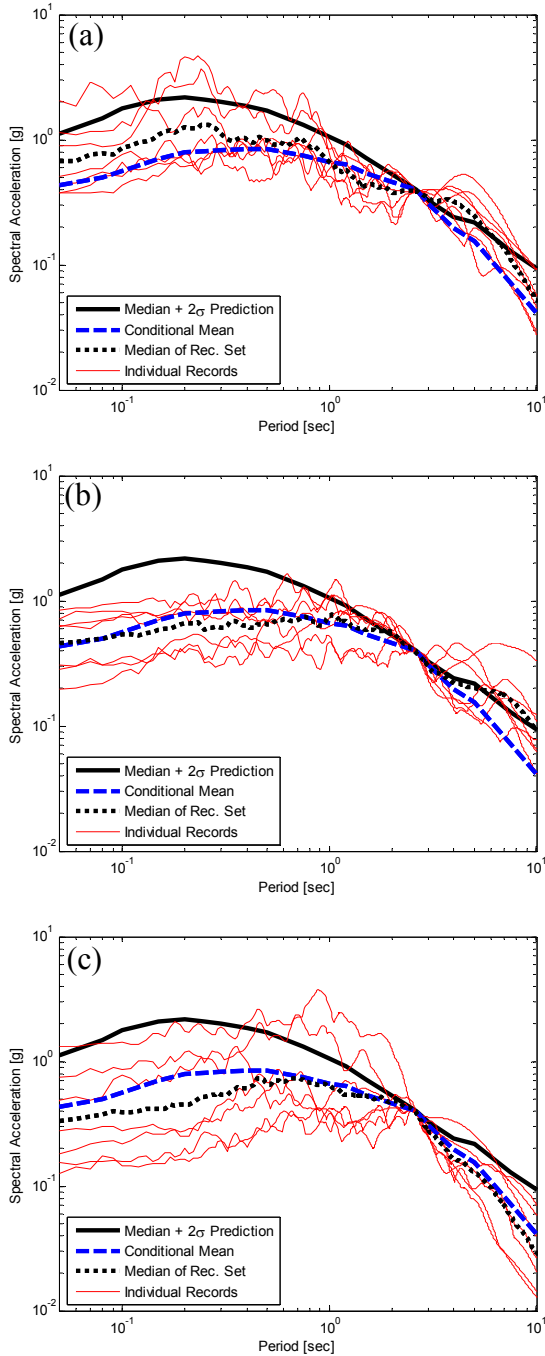 (a)
10^1
10^0
10^-1
10^-2
Spectral Acceleration [g]
Median + 2σ Prediction
Conditional Mean
Median of Rec. Set
Individual Records
10^-1 10^0 10^1
Period [sec]
(b)
10^1
10^0
10^-1
10^-2
Spectral Acceleration [g]
Median + 2σ Prediction
Conditional Mean
Median of Rec. Set
Individual Records
10^-1 10^0 10^1
Period [sec]
(c)
10^1
10^0
10^-1
10^-2
Spectral Acceleration [g]
Median + 2σ Prediction
Conditional Mean
Median of Rec. Set
Individual Records
10^-1 10^0 10^1
Period [sec]